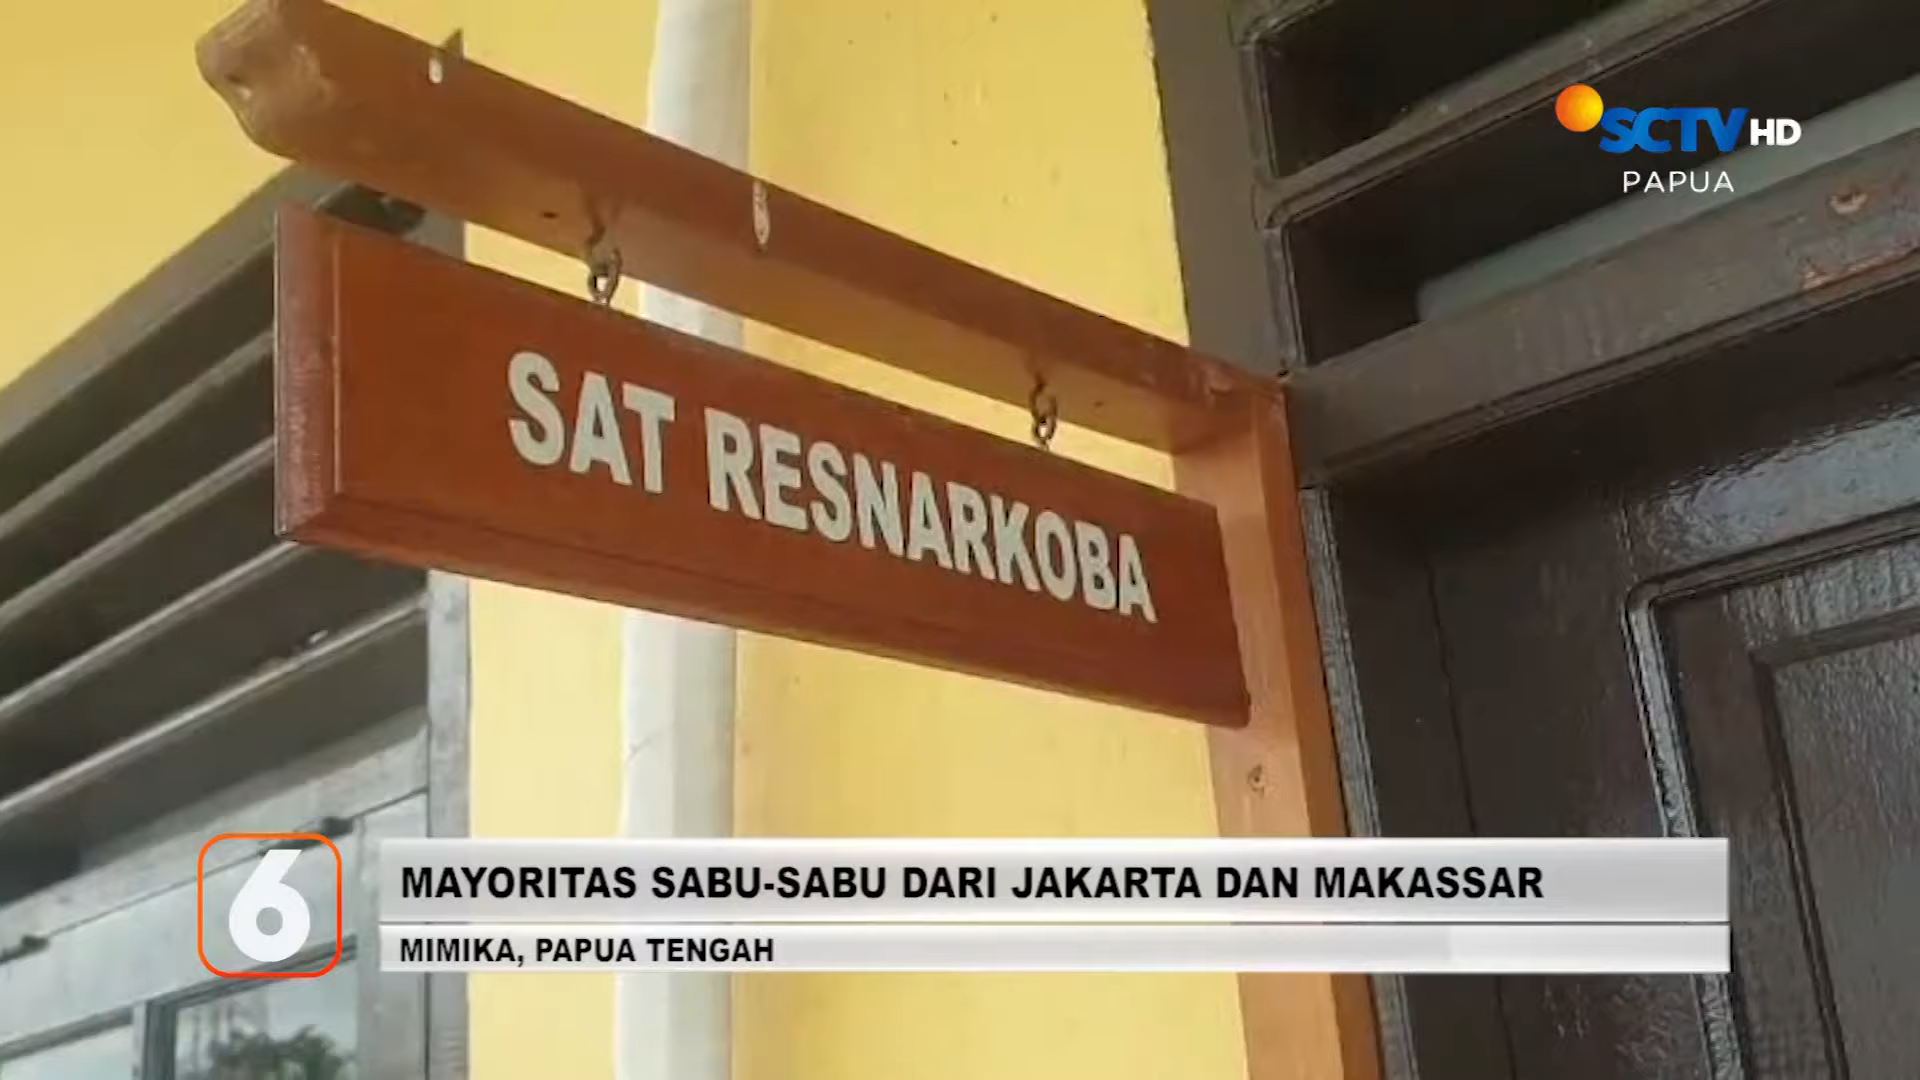 SCTV HD
PAPUA
SAT RESNARKOBA
6
MAYORITAS SABU-SABU DARI JAKARTA DAN MAKASSAR
MIMIKA, PAPUA TENGAH